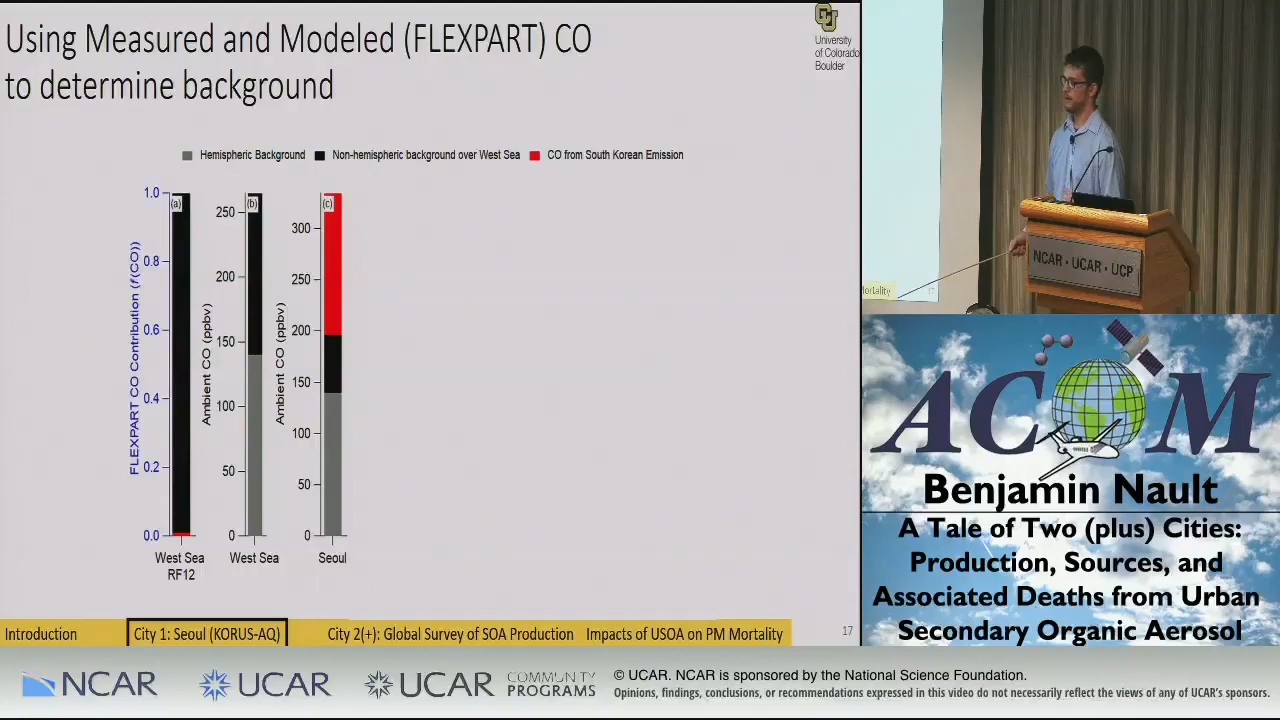 Using Measured and Modeled (FLEXPART) CO
to determine background
University
of Colorado
Boulder
Hemispheric Background
Non-hemispheric background over West Sea
CO from South Korean Emission
FLEXPART CO Contribution (f(CO))
1.0
0.8
0.6
0.4
0.2
0.0
(a)
West Sea
RF12
Ambient CO (ppbv)
250
200
150
100
50
0
(b)
West Sea
Ambient CO (ppbv)
300
250
200
150
100
50
0
(c)
Seoul
Introduction
City 1: Seoul (KORUS-AQ)
City 2(+): Global Survey of SOA Production
Impacts of USOA on PM Mortality
17
Mortality
17
NCAR • UCAR • UCP
ACOM
Benjamin Nault
A Tale of Two (plus) Cities:
Production, Sources, and
Associated Deaths from Urban
Secondary Organic Aerosol
NCAR
UCAR
UCAR
COMMUNITY
PROGRAMS
© UCAR. NCAR is sponsored by the National Science Foundation.
Opinions, findings, conclusions, or recommendations expressed in this video do not necessarily reflect the views of any of UCAR's sponsors.